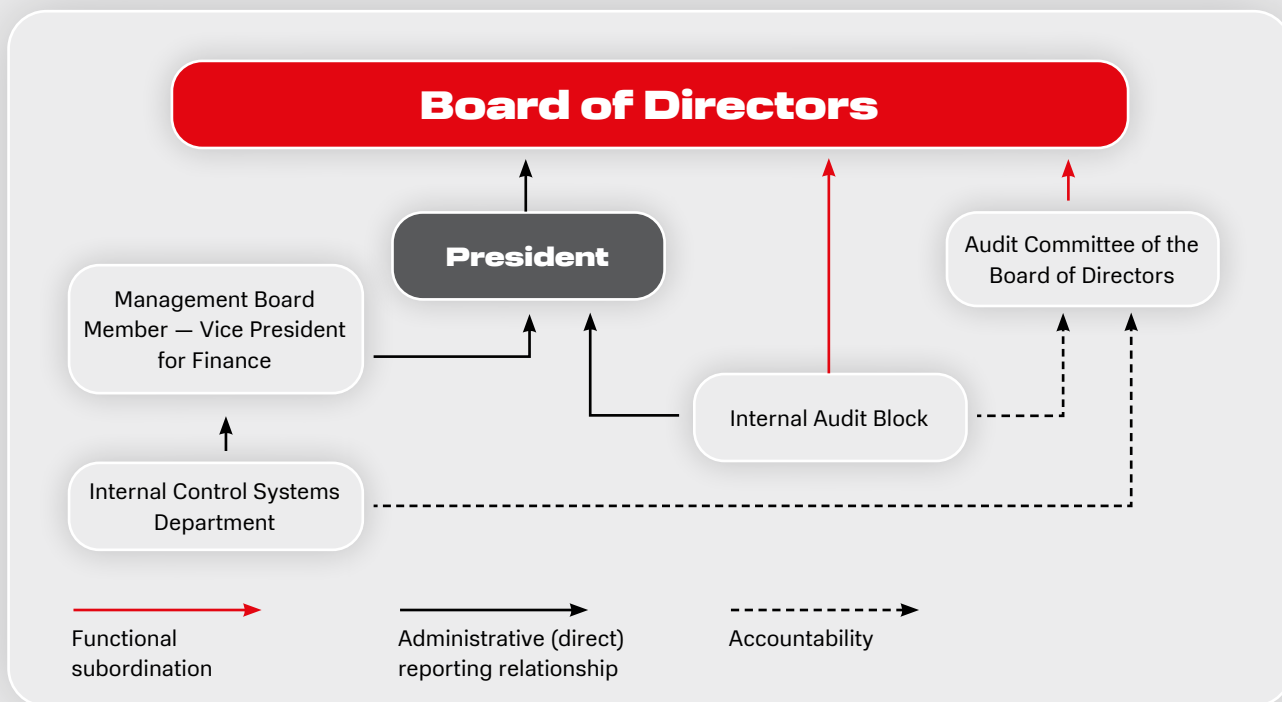 Board of Directors
President
Audit Committee of the
Board of Directors
Management Board
Member — Vice President
for Finance
Internal Audit Block
Internal Control Systems
Department
Functional
subordination
Administrative (direct)
reporting relationship
Accountability